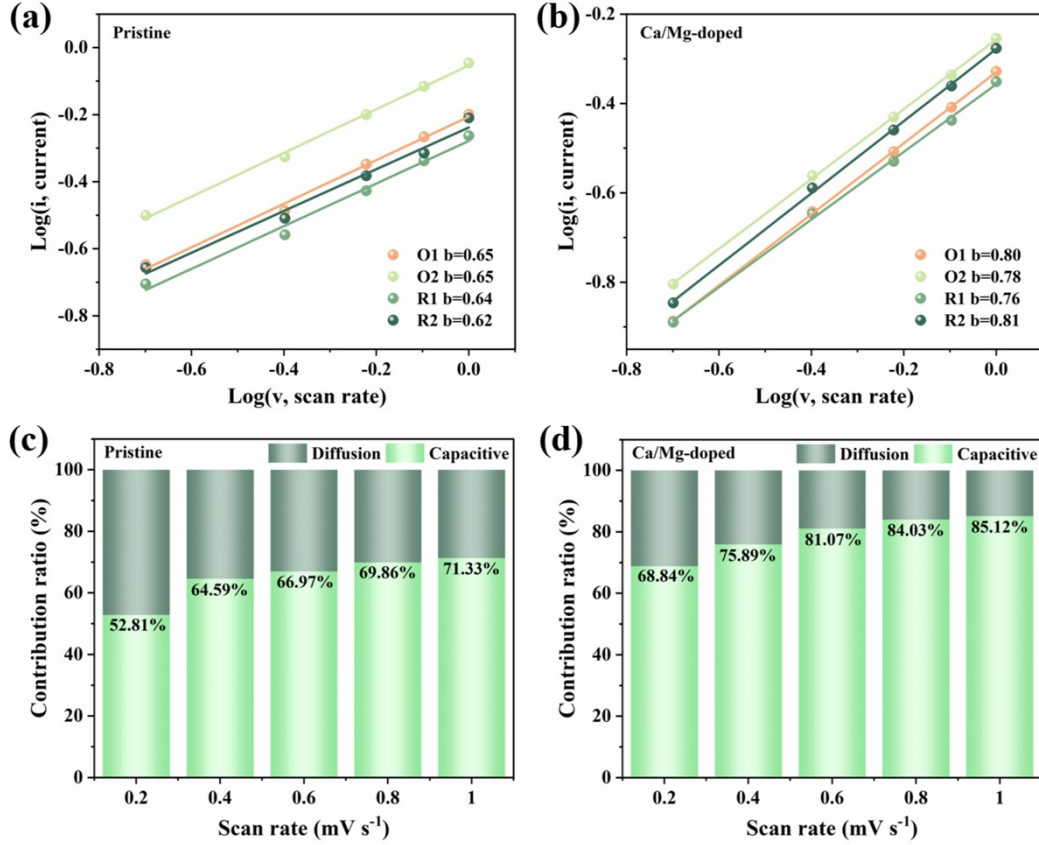 (a)
Pristine
0.0
-0.2
-0.4
-0.6
-0.8
Log(i, current)
O1 b=0.65
O2 b=0.65
R1 b=0.64
R2 b=0.62
-0.8
-0.6
-0.4
-0.2
0.0
Log(v, scan rate)
(b)
Ca/Mg-doped
-0.2
-0.4
-0.6
-0.8
Log(i, current)
O1 b=0.80
O2 b=0.78
R1 b=0.76
R2 b=0.81
-0.8
-0.6
-0.4
-0.2
0.0
Log(v, scan rate)
(c)
Pristine
Diffusion
Capacitive
100
80
60
40
20
0
Contribution ratio (%)
52.81%
64.59%
66.97%
69.86%
71.33%
0.2
0.4
0.6
0.8
1
Scan rate (mV s⁻¹)
(d)
Ca/Mg-doped
Diffusion
Capacitive
100
80
60
40
20
0
Contribution ratio (%)
68.84%
75.89%
81.07%
84.03%
85.12%
0.2
0.4
0.6
0.8
1
Scan rate (mV s⁻¹)